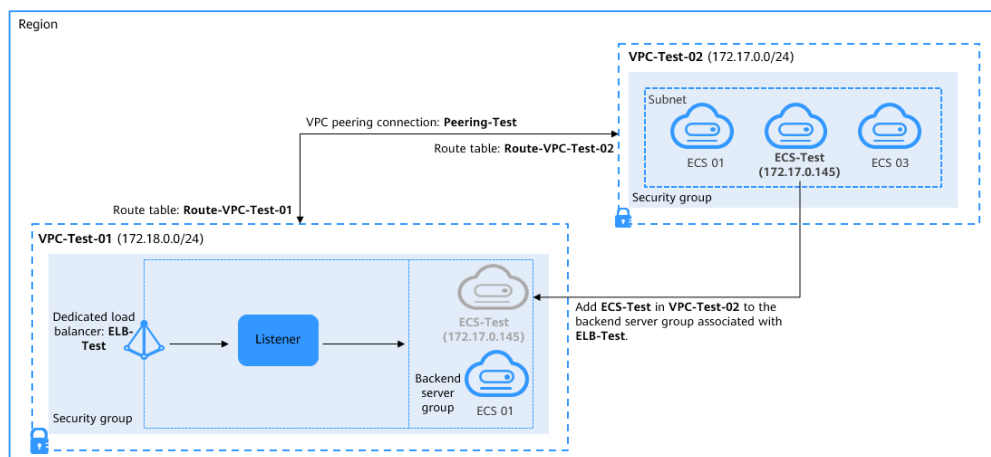 Region
VPC-Test-02 (172.17.0.0/24)
Subnet
ECS 01
ECS-Test
(172.17.0.145)
ECS 03
Security group
VPC peering connection: Peering-Test
Route table: Route-VPC-Test-02
Route table: Route-VPC-Test-01
VPC-Test-01 (172.18.0.0/24)
Dedicated load
balancer: ELB-
Test
Listener
ECS-Test
(172.17.0.145)
Backend
server
group
ECS 01
Security group
Add ECS-Test in VPC-Test-02 to the
backend server group associated with
ELB-Test.